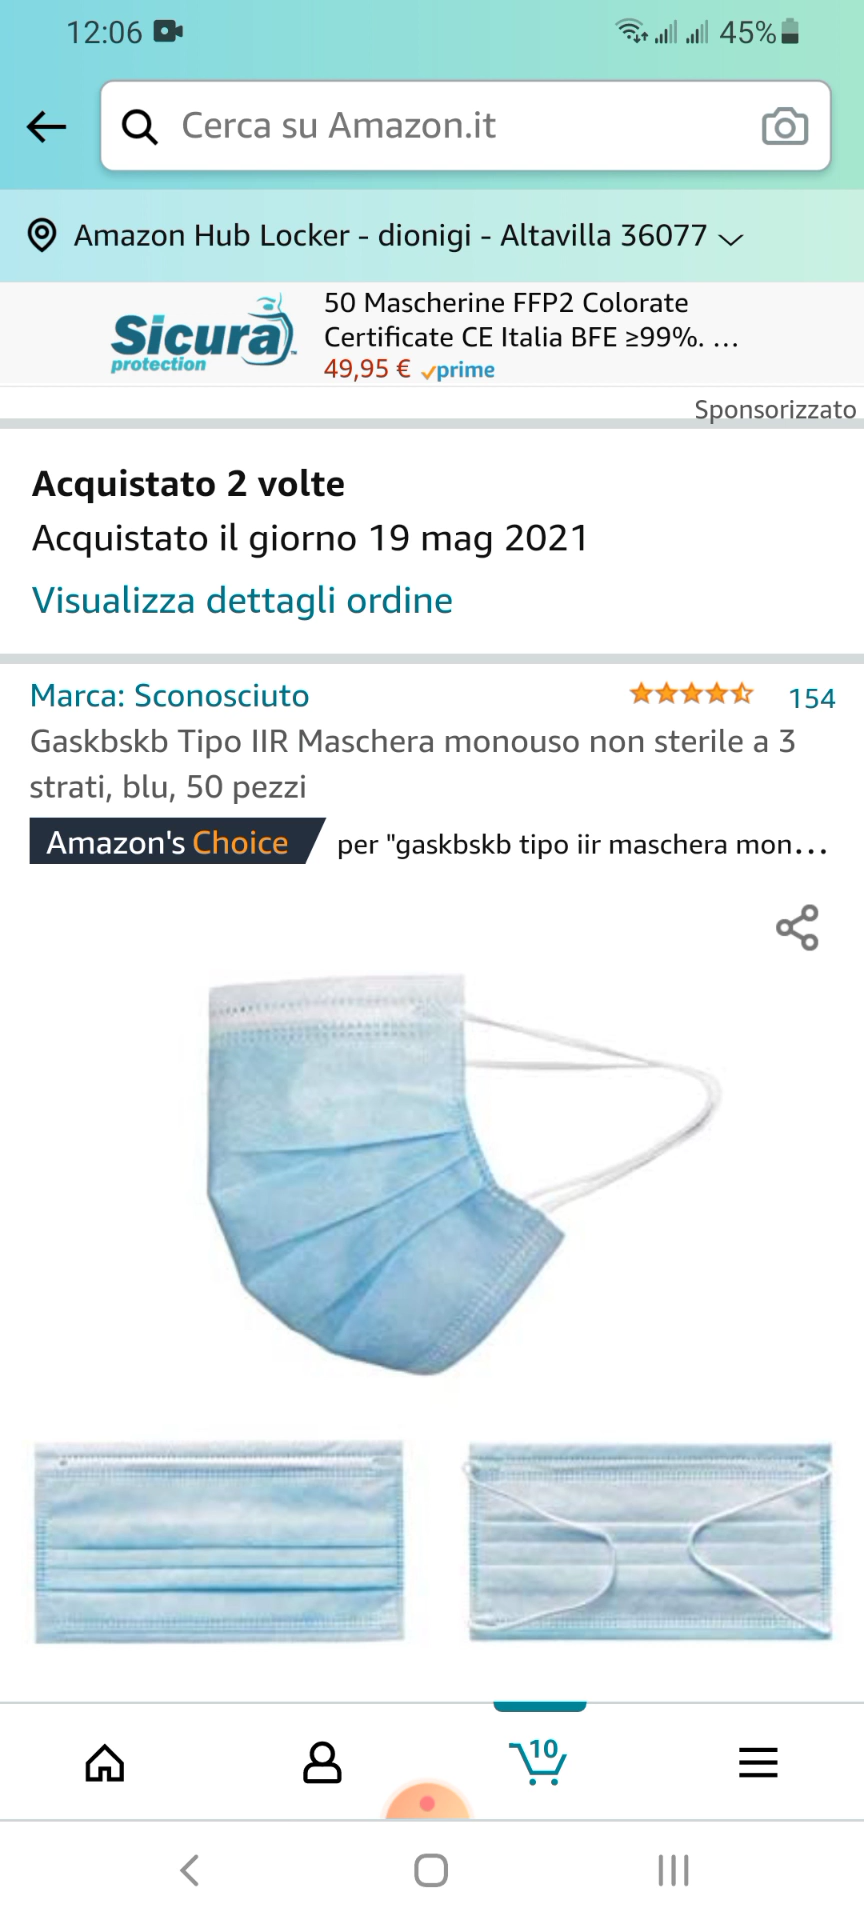 12:06
45%
Cerca su Amazon.it
Amazon Hub Locker - dionigi - Altavilla 36077
Sicura
protection
50 Mascherine FFP2 Colorate
Certificate CE Italia BFE ≥99%. ...
49,95 € prime
Sponsorizzato
Acquistato 2 volte
Acquistato il giorno 19 mag 2021
Visualizza dettagli ordine
Marca: Sconosciuto
154
Gaskbskb Tipo IIR Maschera monouso non sterile a 3
strati, blu, 50 pezzi
Amazon's Choice per "gaskbskb tipo iir maschera mon...
10